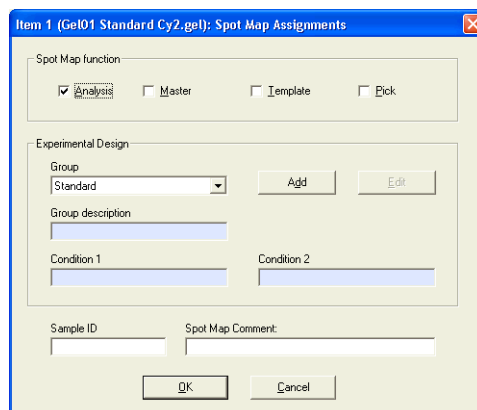 Item 1 (Gel01 Standard Cy2.gel): Spot Map Assignments
Spot Map function
Analysis Master Template Pick
Experimental Design
Group
Standard Add Edit
Group description
Condition 1 Condition 2
Sample ID Spot Map Comment:
OK Cancel